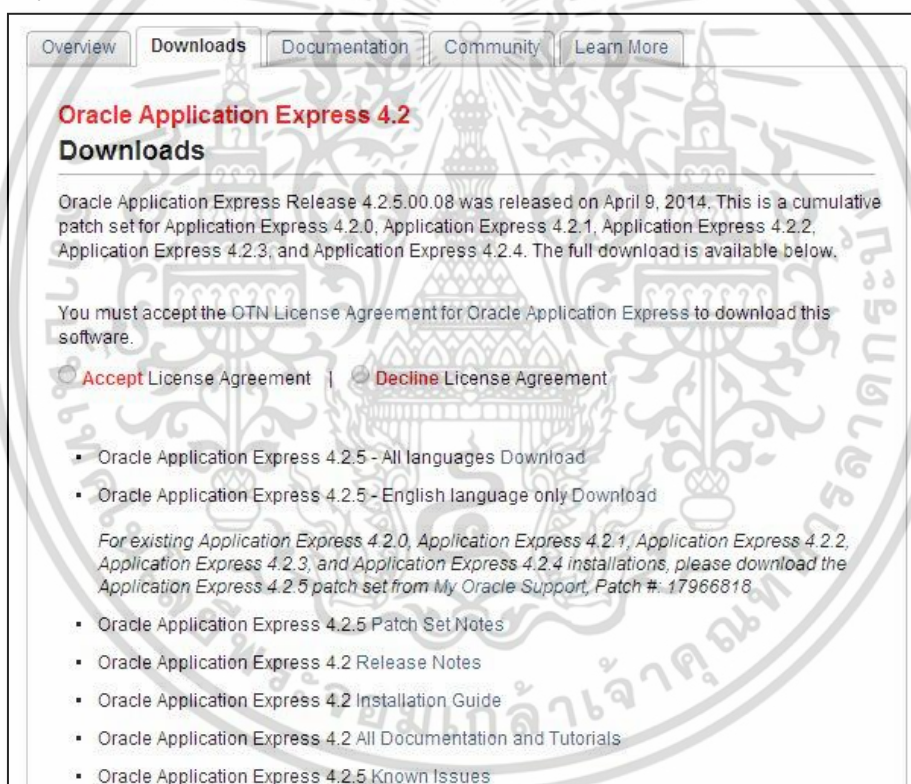 Overview Downloads Documentation Community Learn More
Oracle Application Express 4.2
Downloads
Oracle Application Express Release 4.2.5.00.08 was released on April 9, 2014. This is a cumulative
patch set for Application Express 4.2.0, Application Express 4.2.1, Application Express 4.2.2,
Application Express 4.2.3, and Application Express 4.2.4. The full download is available below.
You must accept the OTN License Agreement for Oracle Application Express to download this
software.
Accept License Agreement | Decline License Agreement
▪ Oracle Application Express 4.2.5 - All languages Download
▪ Oracle Application Express 4.2.5 - English language only Download
For existing Application Express 4.2.0, Application Express 4.2.1, Application Express 4.2.2,
Application Express 4.2.3, and Application Express 4.2.4 installations, please download the
Application Express 4.2.5 patch set from My Oracle Support, Patch #: 17966818
▪ Oracle Application Express 4.2.5 Patch Set Notes
▪ Oracle Application Express 4.2 Release Notes
▪ Oracle Application Express 4.2 Installation Guide
▪ Oracle Application Express 4.2 All Documentation and Tutorials
▪ Oracle Application Express 4.2.5 Known Issues